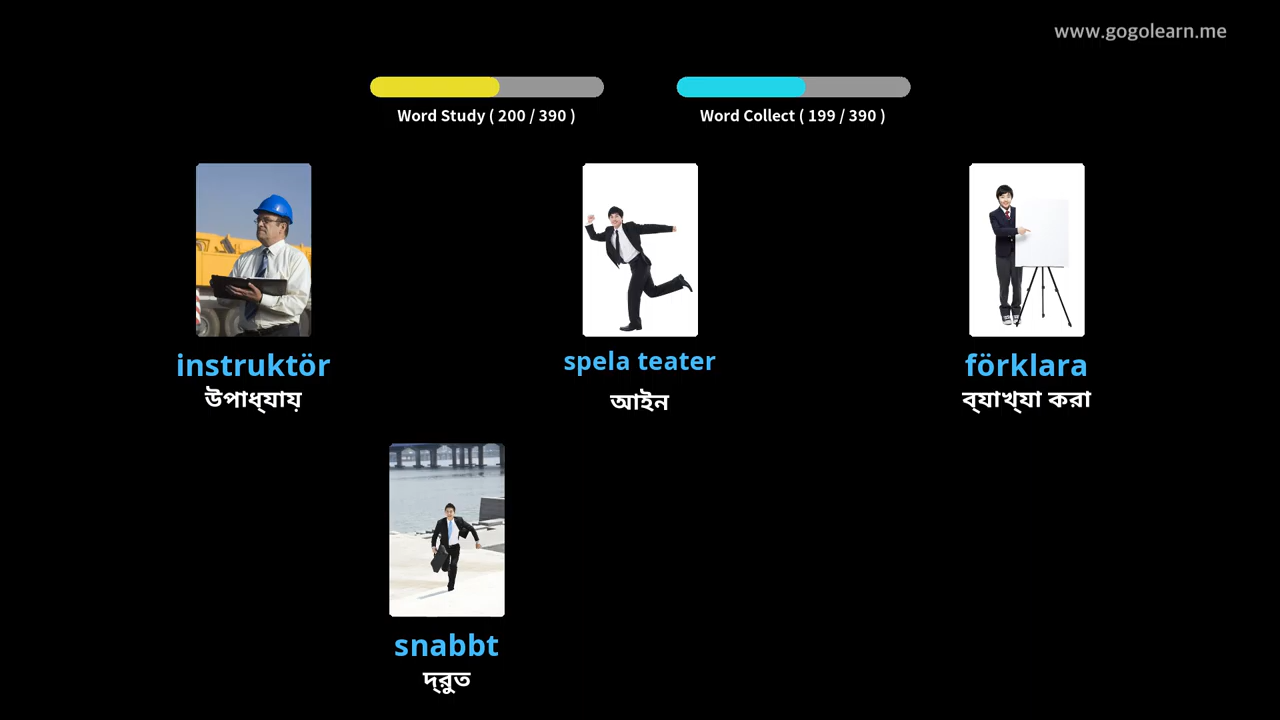 www.gogolearn.me
Word Study ( 200 / 390 )
Word Collect ( 199 / 390 )
instruktör
উপাধ্যায়
spela teater
আইন
förklara
ব্যাখ্যা করা
snabbt
দ্রুত